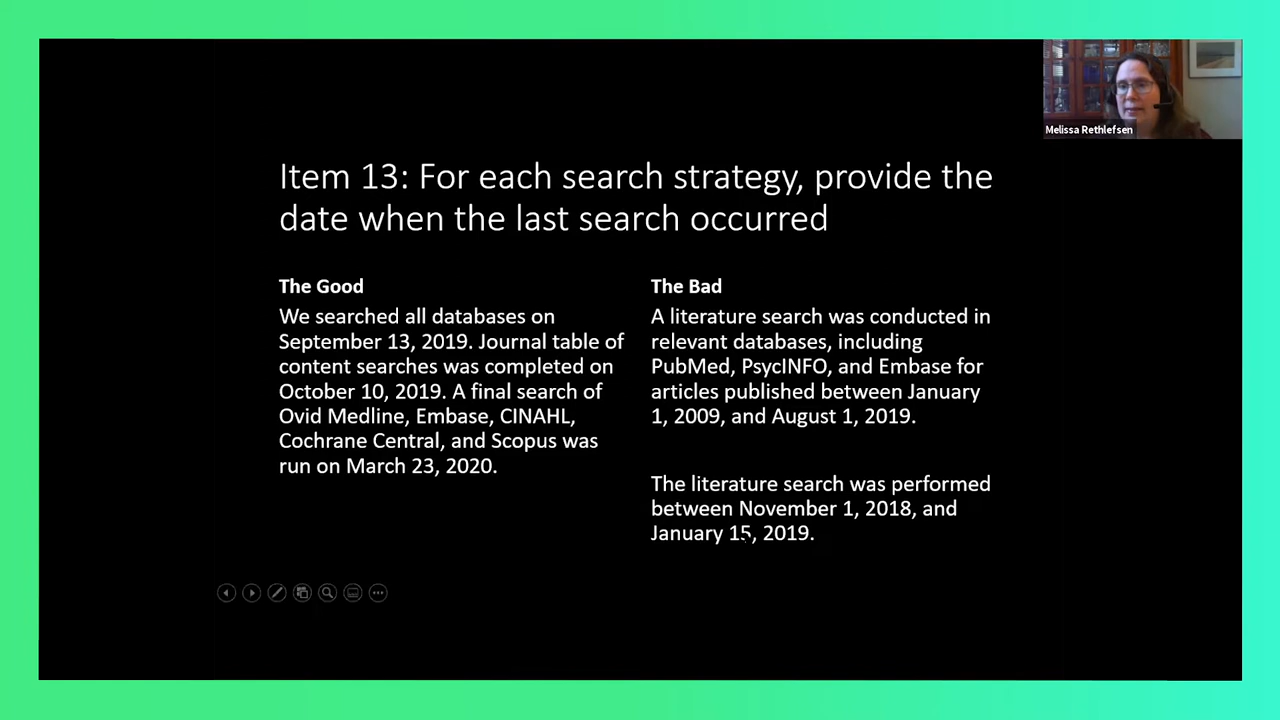 Melissa Rethlefsen
Item 13: For each search strategy, provide the
date when the last search occurred
The Good
We searched all databases on
September 13, 2019. Journal table of
content searches was completed on
October 10, 2019. A final search of
Ovid Medline, Embase, CINAHL,
Cochrane Central, and Scopus was
run on March 23, 2020.
The Bad
A literature search was conducted in
relevant databases, including
PubMed, PsycINFO, and Embase for
articles published between January
1, 2009, and August 1, 2019.
The literature search was performed
between November 1, 2018, and
January 15, 2019.